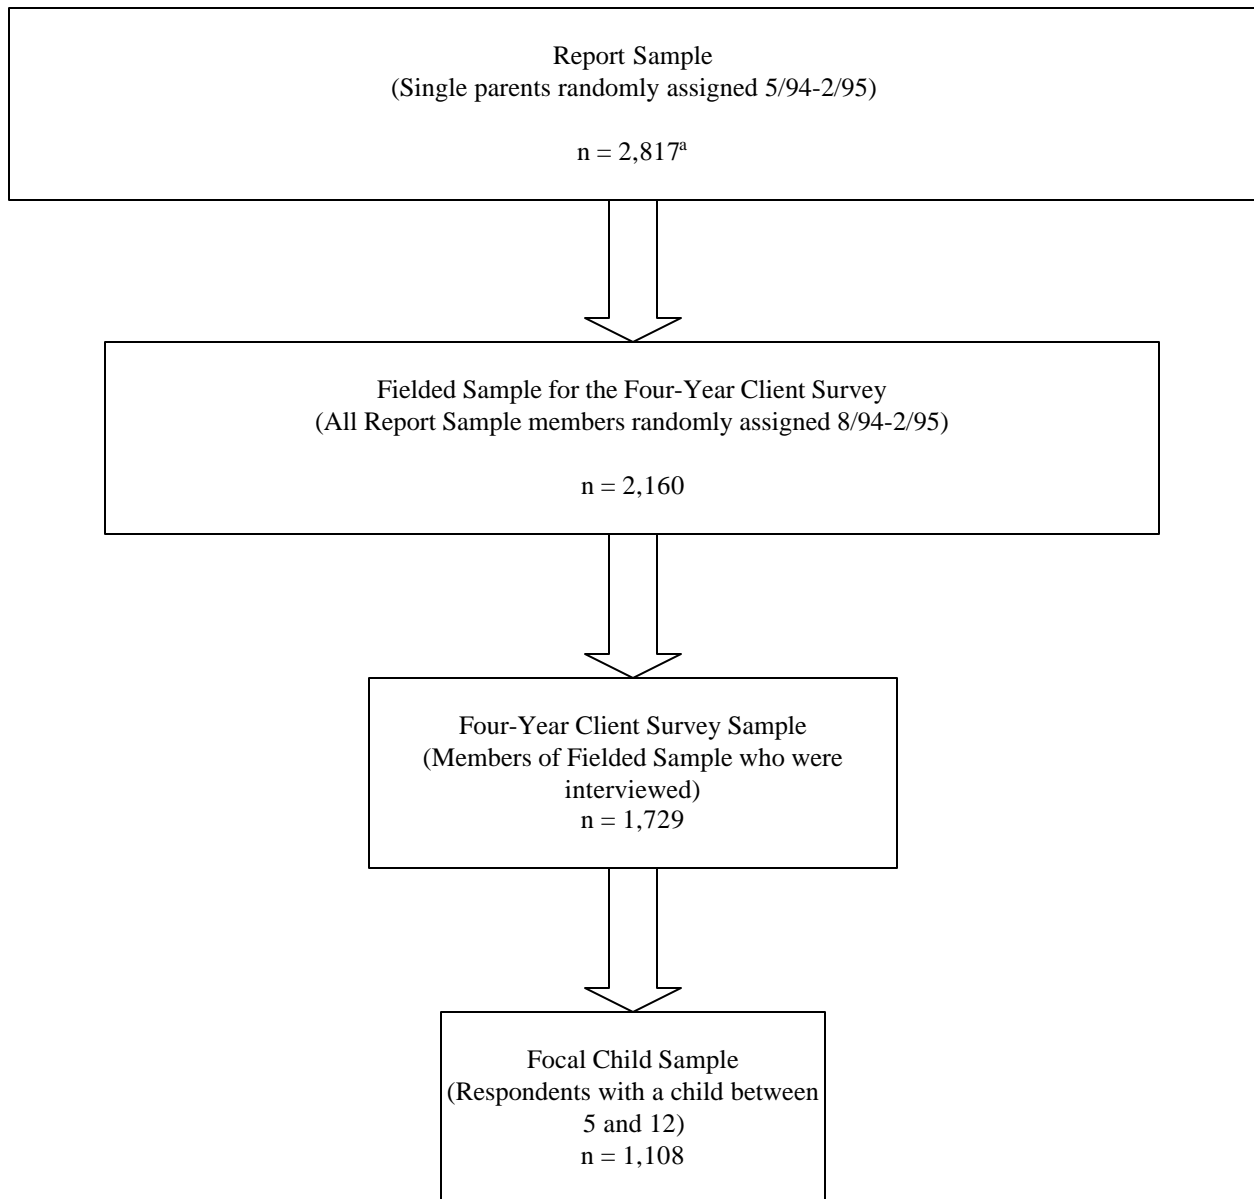 Report Sample
(Single parents randomly assigned 5/94-2/95)
n = 2,817ᵃ
Fielded Sample for the Four-Year Client Survey
(All Report Sample members randomly assigned 8/94-2/95)
n = 2,160
Four-Year Client Survey Sample
(Members of Fielded Sample who were
interviewed)
n = 1,729
Focal Child Sample
(Respondents with a child between
5 and 12)
n = 1,108